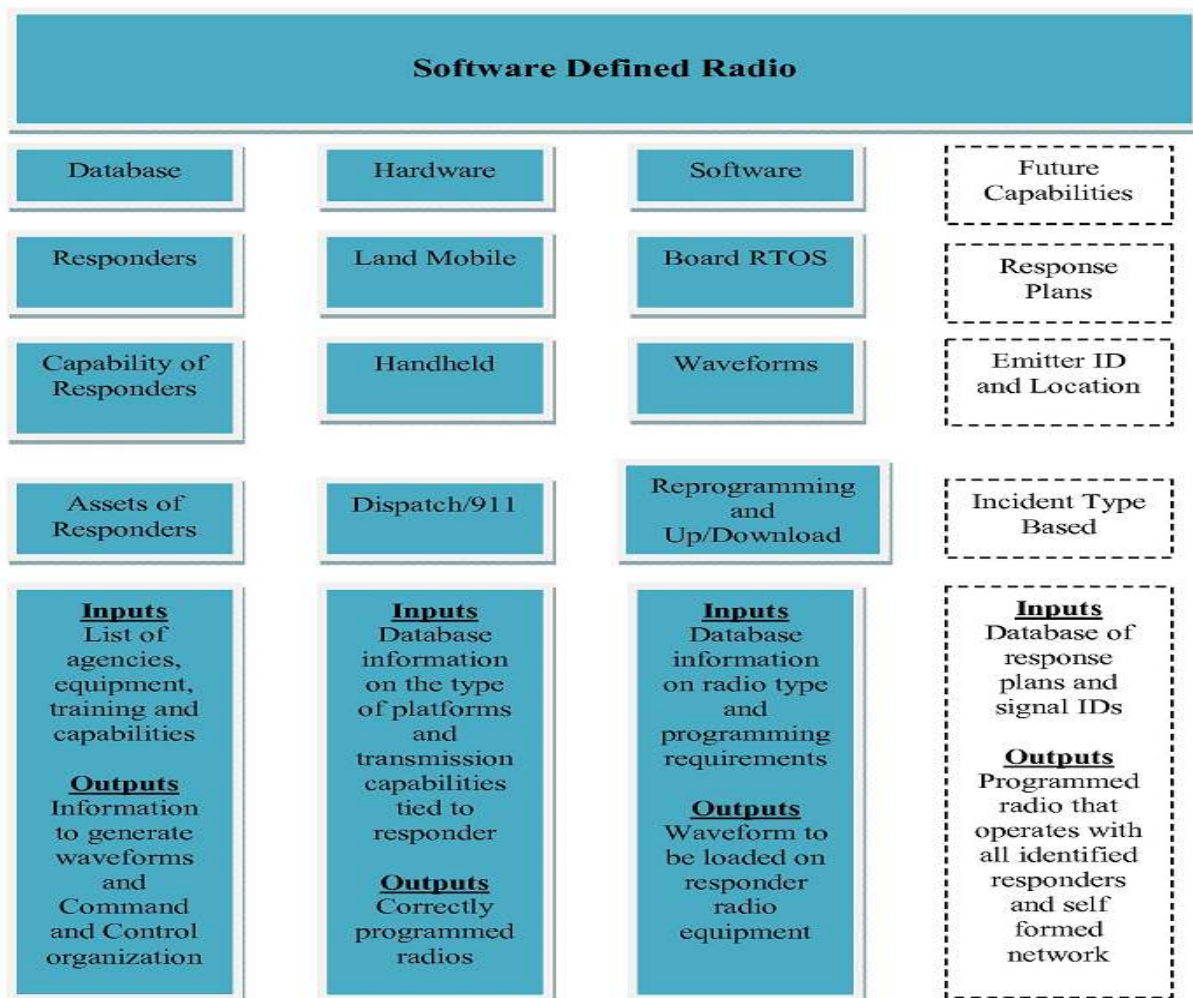 Software Defined Radio
Database
Hardware
Software
Future
Capabilities
Responders
Land Mobile
Board RTOS
Response
Plans
Capability of
Responders
Handheld
Waveforms
Emitter ID
and Location
Assets of
Responders
Dispatch/911
Reprogramming
and
Up/Download
Incident Type
Based
Inputs
List of
agencies,
equipment,
training and
capabilities
Outputs
Information
to generate
waveforms
and
Command
and Control
organization
Inputs
Database
information
on the type
of platforms
and
transmission
capabilities
tied to
responder
Outputs
Correctly
programmed
radios
Inputs
Database
information
on radio type
and
programming
requirements
Outputs
Waveform to
be loaded on
responder
radio
equipment
Inputs
Database of
response
plans and
signal IDs
Outputs
Programmed
radio that
operates with
all identified
responders
and self
formed
network